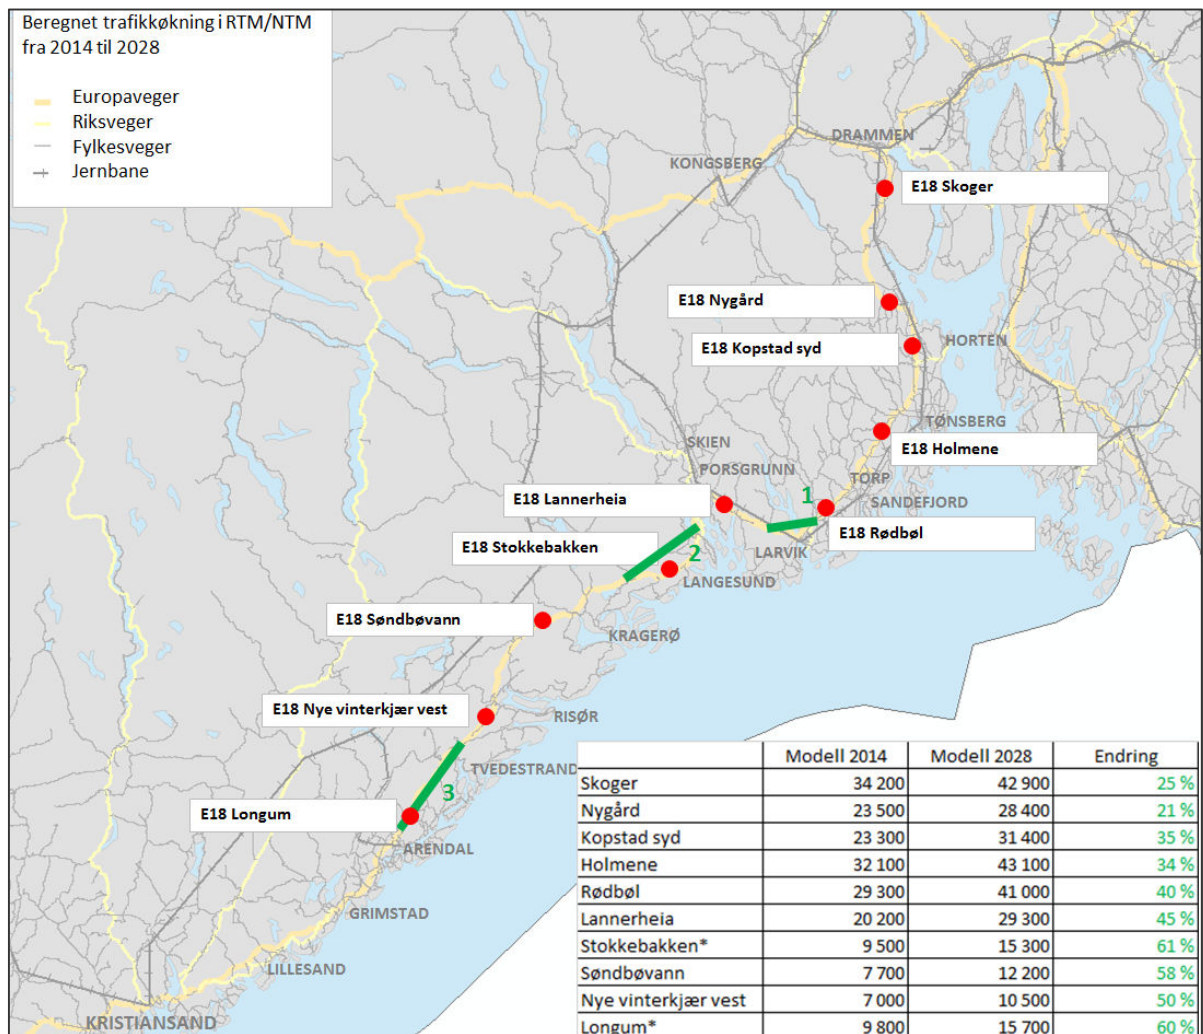 Beregnet trafikkøkning i RTM/NTM
fra 2014 til 2028
Europaveger
Riksveger
Fylkesveger
Jernbane
DRAMMEN
KONGSBERG
E18 Skoger
E18 Nygård
E18 Kopstad syd
HORTEN
TØNSBERG
SKIEN
E18 Holmene
PORSGRUNN
TORP
E18 Lannerheia
1
SANDEFJORD
E18 Rødbøl
E18 Stokkebakken
2
LARVIK
LANGESUND
E18 Søndbøvann
KRAGERØ
E18 Nye vinterkjær vest
RISØR
TVEDESTRAND
3
E18 Longum
ARENDAL
GRIMSTAD
LILLESAND
KRISTIANSAND
Modell 2014 Modell 2028 Endring
Skoger 34 200 42 900 25 %
Nygård 23 500 28 400 21 %
Kopstad syd 23 300 31 400 35 %
Holmene 32 100 43 100 34 %
Rødbøl 29 300 41 000 40 %
Lannerheia 20 200 29 300 45 %
Stokkebakken* 9 500 15 300 61 %
Søndbøvann 7 700 12 200 58 %
Nye vinterkjær vest 7 000 10 500 50 %
Longum* 9 800 15 700 60 %